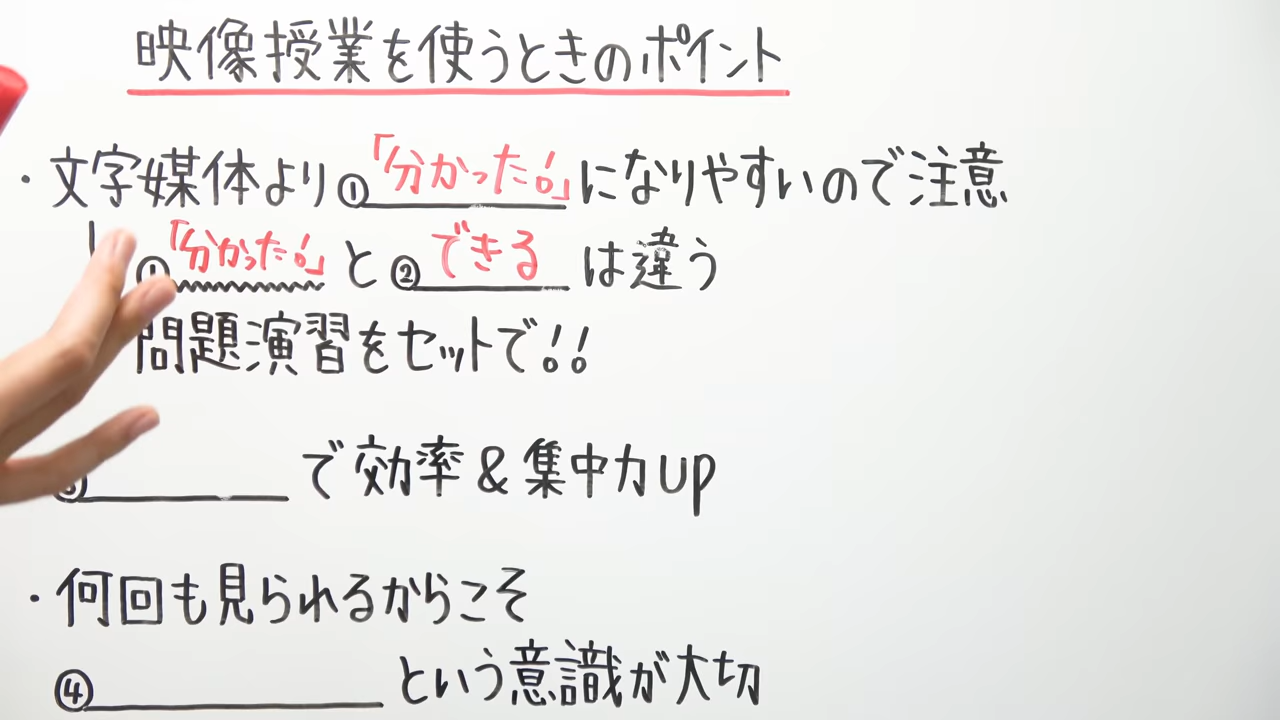 映像授業を使うときのポイント
・文字媒体より①「分かった！」になりやすいので注意
①「分かった！」と②できるは違う
問題演習をセットで！！
③で効率&集中力up
・何回も見られるからこそ
④という意識が大切